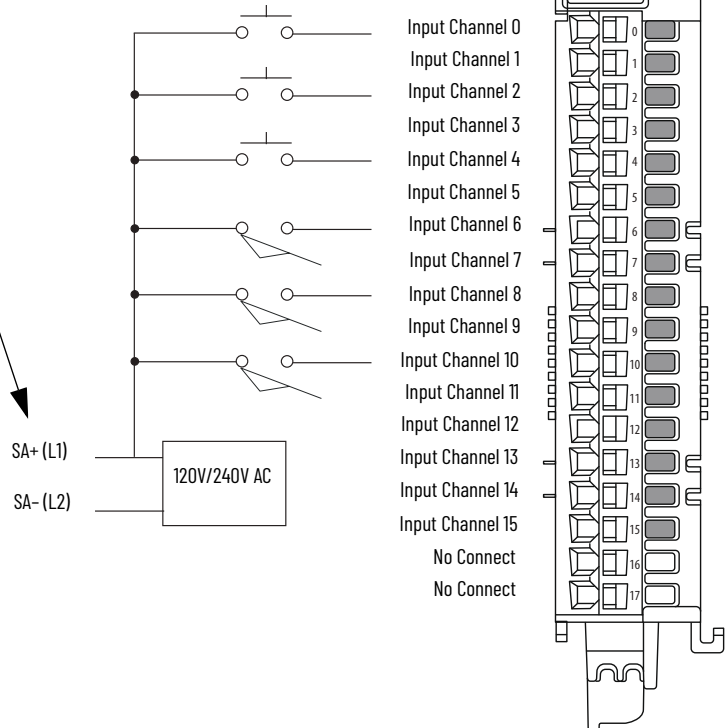 Input Channel 0
0
Input Channel 1
1
Input Channel 2
2
Input Channel 3
3
Input Channel 4
4
Input Channel 5
5
Input Channel 6
6
Input Channel 7
7
Input Channel 8
8
Input Channel 9
9
Input Channel 10
10
Input Channel 11
11
Input Channel 12
12
Input Channel 13
13
Input Channel 14
14
Input Channel 15
15
No Connect
16
No Connect
17
SA+ (L1)
SA– (L2)
120V/240V AC